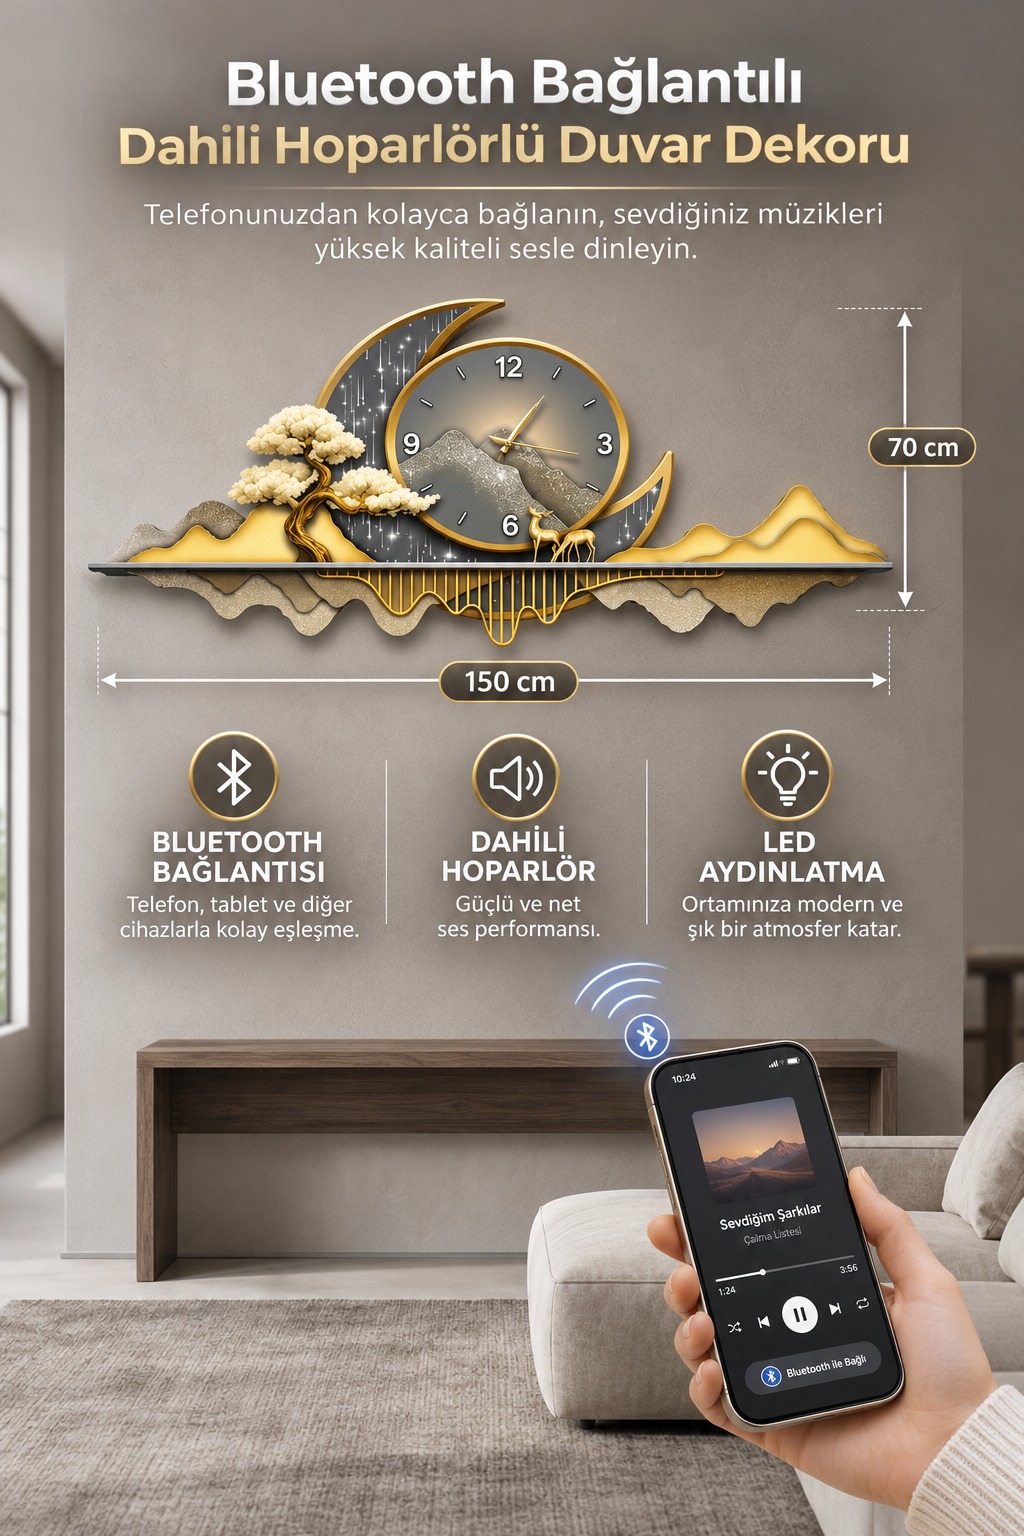 Bluetooth Bağlantılı
Dahili Hoparlörlü Duvar Dekoru
Telefonunuzdan kolayca bağlanın, sevdiğiniz müzikleri
yüksek kaliteli sesle dinleyin.
12
9
3
6
70 cm
150 cm
BLUETOOTH
BAĞLANTISI
Telefon, tablet ve diğer
cihazlarla kolay eşleşme.
DAHİLİ
HOPARLÖR
Güçlü ve net
ses performansı.
LED
AYDINLATMA
Ortamınıza modern ve
şık bir atmosfer katar.
10:24
Sevdiğim Şarkılar
Çalma Listesi
1:24
3:56
Bluetooth ile Bağlı